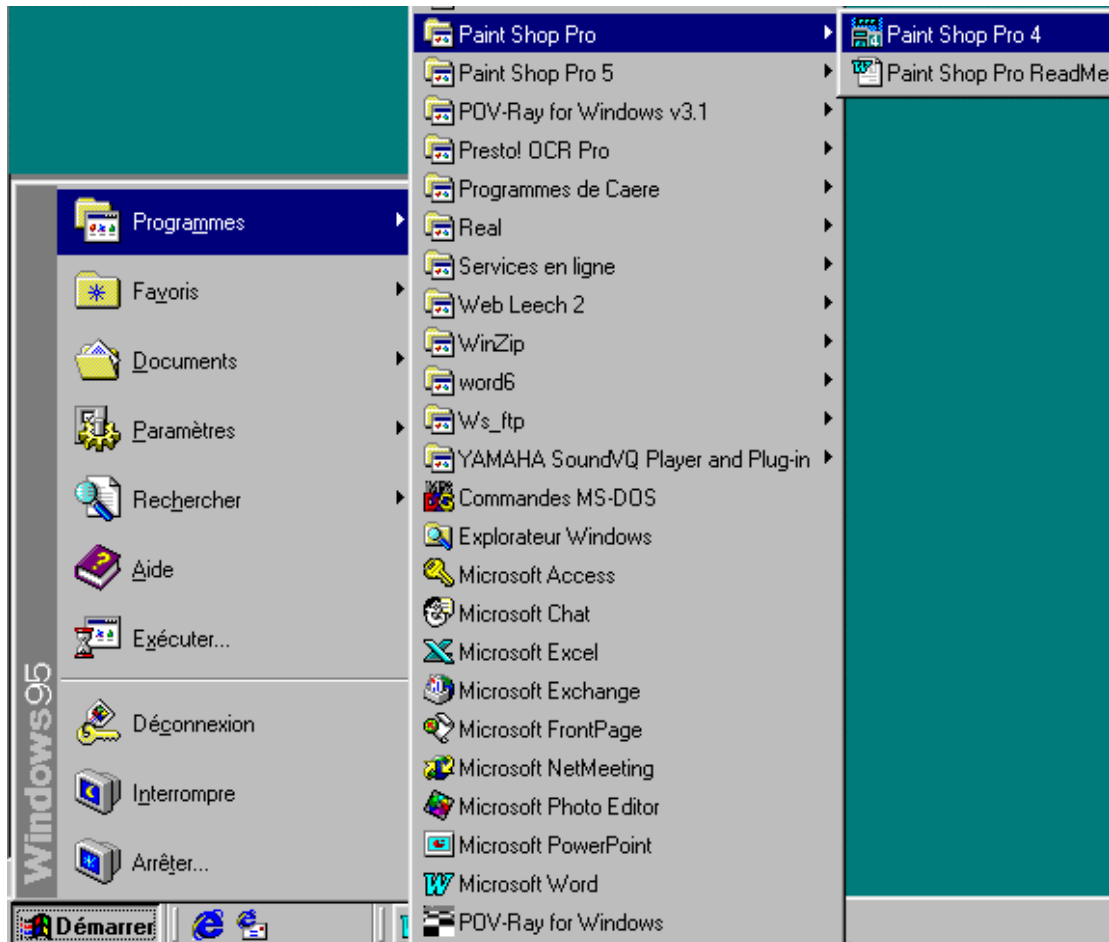 Programmes
Favoris
Documents
Paramètres
Rechercher
Aide
Exécuter...
Déconnexion
Interrompre
Arrêter...
Windows95
Démarrer
Paint Shop Pro
Paint Shop Pro 5
POV-Ray for Windows v3.1
Presto! OCR Pro
Programmes de Caere
Real
Services en ligne
Web Leech 2
WinZip
word6
Ws_ftp
YAMAHA SoundVQ Player and Plug-in
Commandes MS-DOS
Explorateur Windows
Microsoft Access
Microsoft Chat
Microsoft Excel
Microsoft Exchange
Microsoft FrontPage
Microsoft NetMeeting
Microsoft Photo Editor
Microsoft PowerPoint
Microsoft Word
POV-Ray for Windows
Paint Shop Pro 4
Paint Shop Pro ReadMe